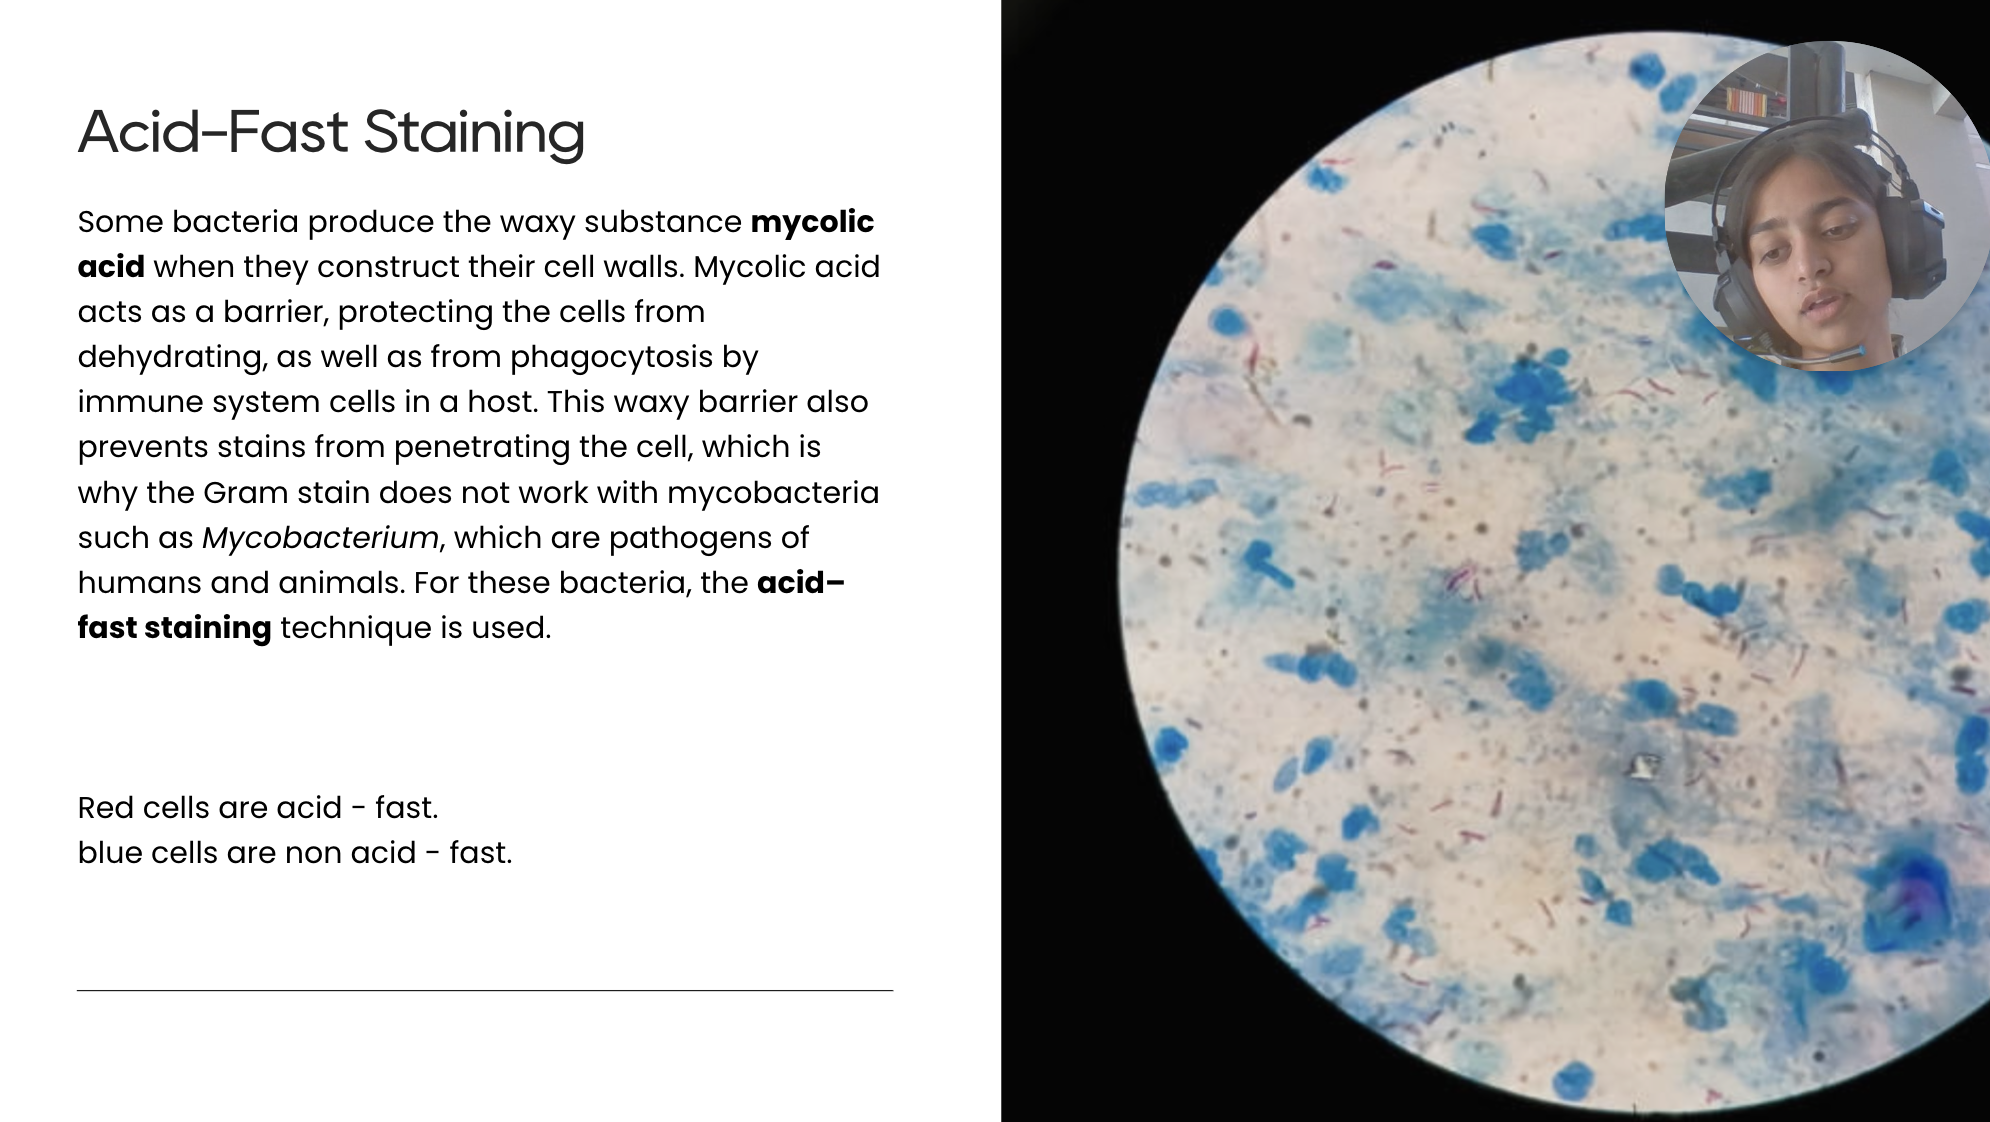 Acid-Fast Staining
Some bacteria produce the waxy substance mycolic
acid when they construct their cell walls. Mycolic acid
acts as a barrier, protecting the cells from
dehydrating, as well as from phagocytosis by
immune system cells in a host. This waxy barrier also
prevents stains from penetrating the cell, which is
why the Gram stain does not work with mycobacteria
such as Mycobacterium, which are pathogens of
humans and animals. For these bacteria, the acid–
fast staining technique is used.
Red cells are acid - fast.
blue cells are non acid - fast.